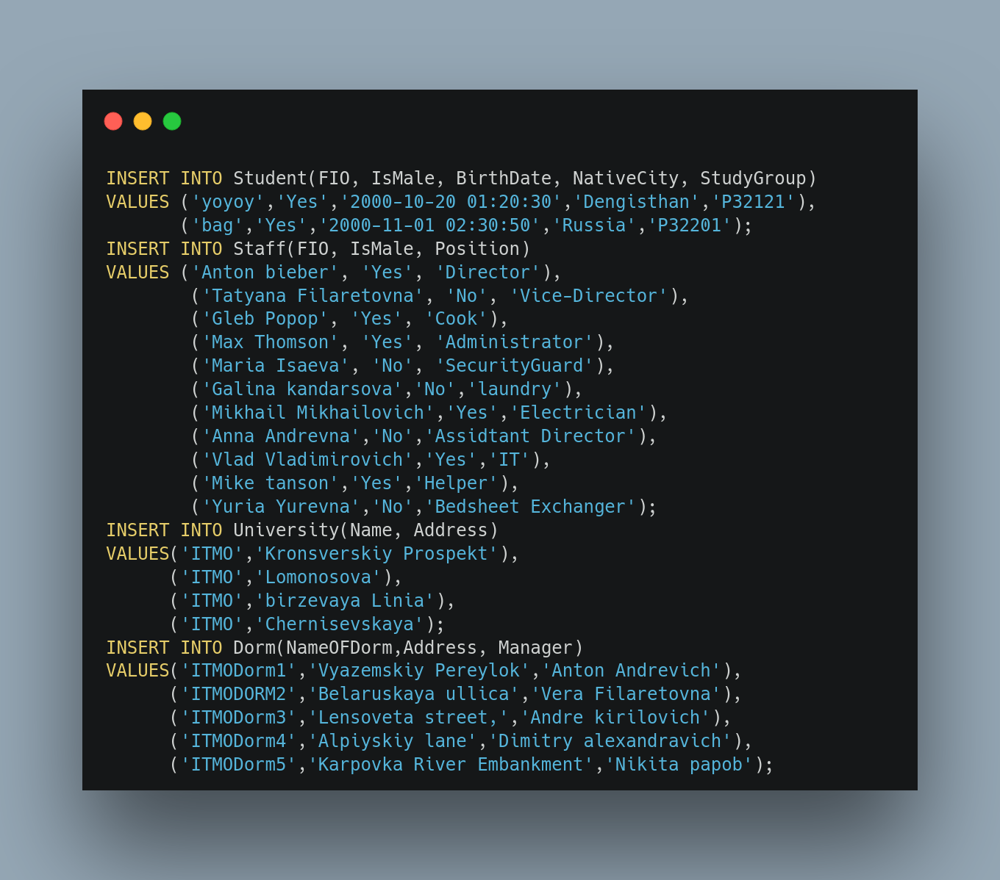 INSERT INTO Student(FIO, IsMale, BirthDate, NativeCity, StudyGroup)
VALUES ('yoyoy','Yes','2000-10-20 01:20:30','Dengisthan','P32121'),
       ('bag','Yes','2000-11-01 02:30:50','Russia','P32201');
INSERT INTO Staff(FIO, IsMale, Position)
VALUES ('Anton bieber', 'Yes', 'Director'),
        ('Tatyana Filaretovna', 'No', 'Vice-Director'),
        ('Gleb Popop', 'Yes', 'Cook'),
        ('Max Thomson', 'Yes', 'Administrator'),
        ('Maria Isaeva', 'No', 'SecurityGuard'),
        ('Galina kandarsova','No','laundry'),
        ('Mikhail Mikhailovich','Yes','Electrician'),
        ('Anna Andrevna','No','Assidtant Director'),
        ('Vlad Vladimirovich','Yes','IT'),
        ('Mike tanson','Yes','Helper'),
        ('Yuria Yurevna','No','Bedsheet Exchanger');
INSERT INTO University(Name, Address)
VALUES('ITMO','Kronsverskiy Prospekt'),
      ('ITMO','Lomonosova'),
      ('ITMO','birzevaya Linia'),
      ('ITMO','Chernisevskaya');
INSERT INTO Dorm(NameOFDorm,Address, Manager)
VALUES('ITMODorm1','Vyazemskiy Pereylok','Anton Andrevich'),
      ('ITMODORM2','Belaruskaya ullica','Vera Filaretovna'),
      ('ITMODorm3','Lensoveta street,','Andre kirilovich'),
      ('ITMODorm4','Alpiyskiy lane','Dimitry alexandravich'),
      ('ITMODorm5','Karpovka River Embankment','Nikita papob');